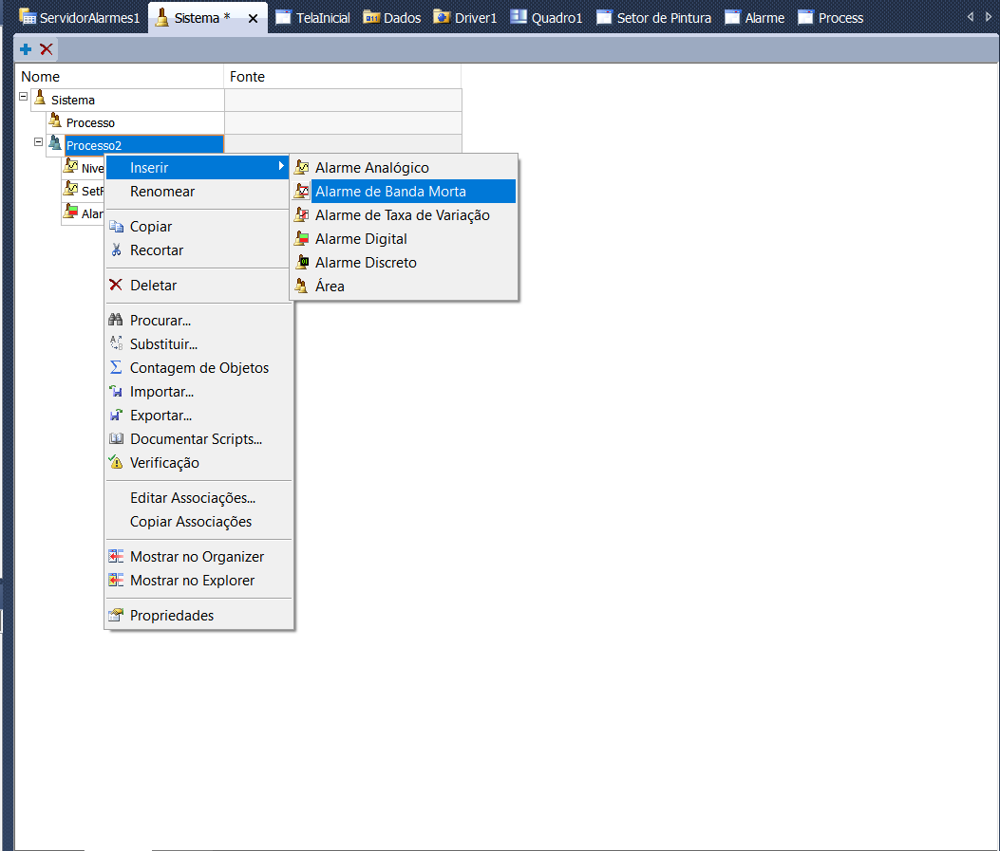 ServidorAlarmes1 Sistema * TelaInicial Dados Driver1 Quadro1 Setor de Pintura Alarme Process
Nome Fonte
Sistema
Processo
Processo2
Nive
SetP
Alar
Inserir
Renomear
Copiar
Recortar
Deletar
Procurar...
Substituir...
Contagem de Objetos
Importar...
Exportar...
Documentar Scripts...
Verificação
Editar Associações...
Copiar Associações
Mostrar no Organizer
Mostrar no Explorer
Propriedades
Alarme Analógico
Alarme de Banda Morta
Alarme de Taxa de Variação
Alarme Digital
Alarme Discreto
Área